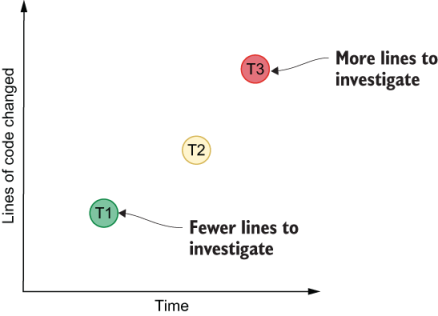 More lines to
investigate
T3
T2
T1
Fewer lines to
investigate
Lines of code changed
Time